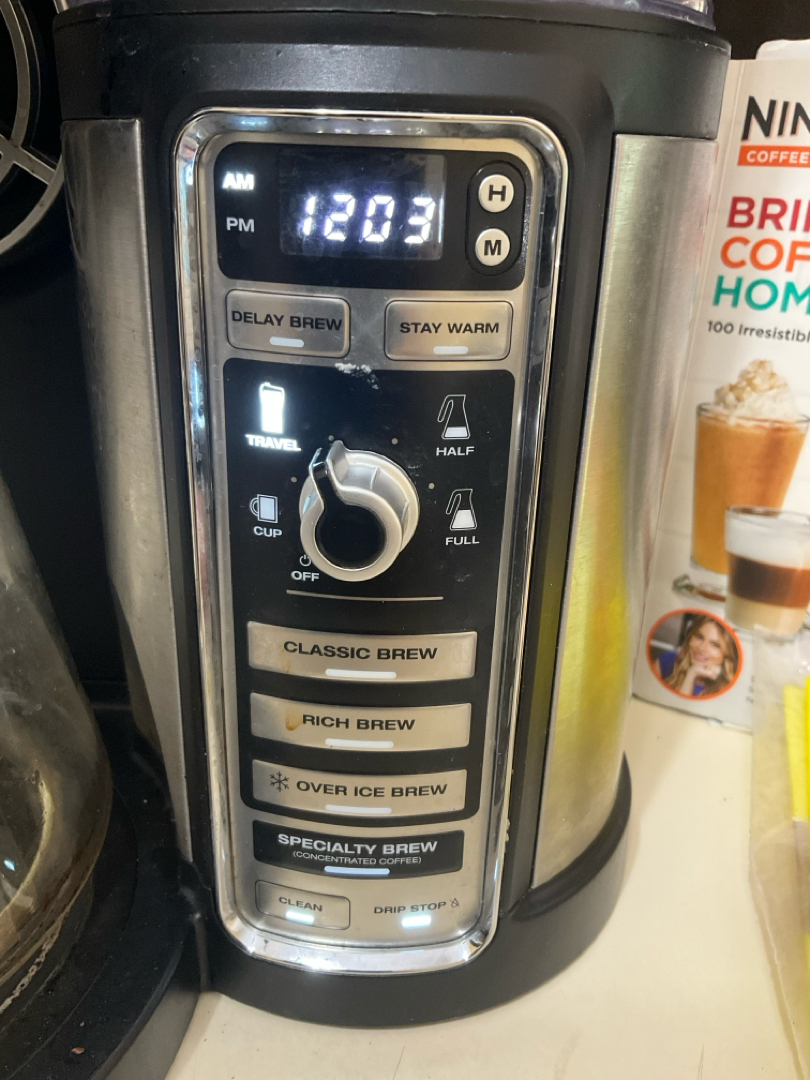 AM
PM
1203
H
M
DELAY BREW
STAY WARM
TRAVEL
HALF
CUP
FULL
OFF
CLASSIC BREW
RICH BREW
OVER ICE BREW
SPECIALTY BREW
(CONCENTRATED COFFEE)
CLEAN
DRIP STOP
NIN
COFFEE
BRI
COF
HOM
100 Irresistibl